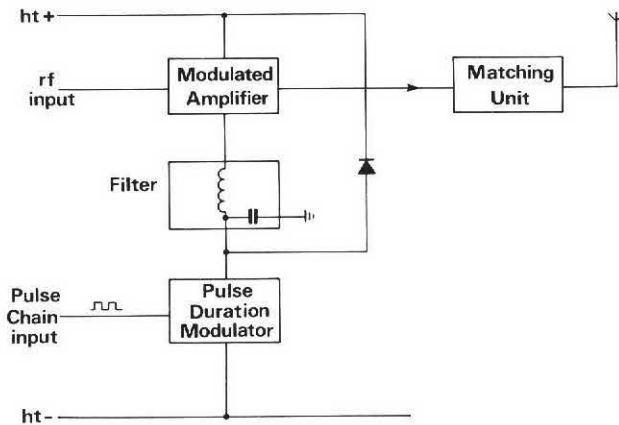 ht+
rf
input
Modulated
Amplifier
Matching
Unit
Filter
Pulse
Chain
input
Pulse
Duration
Modulator
ht-